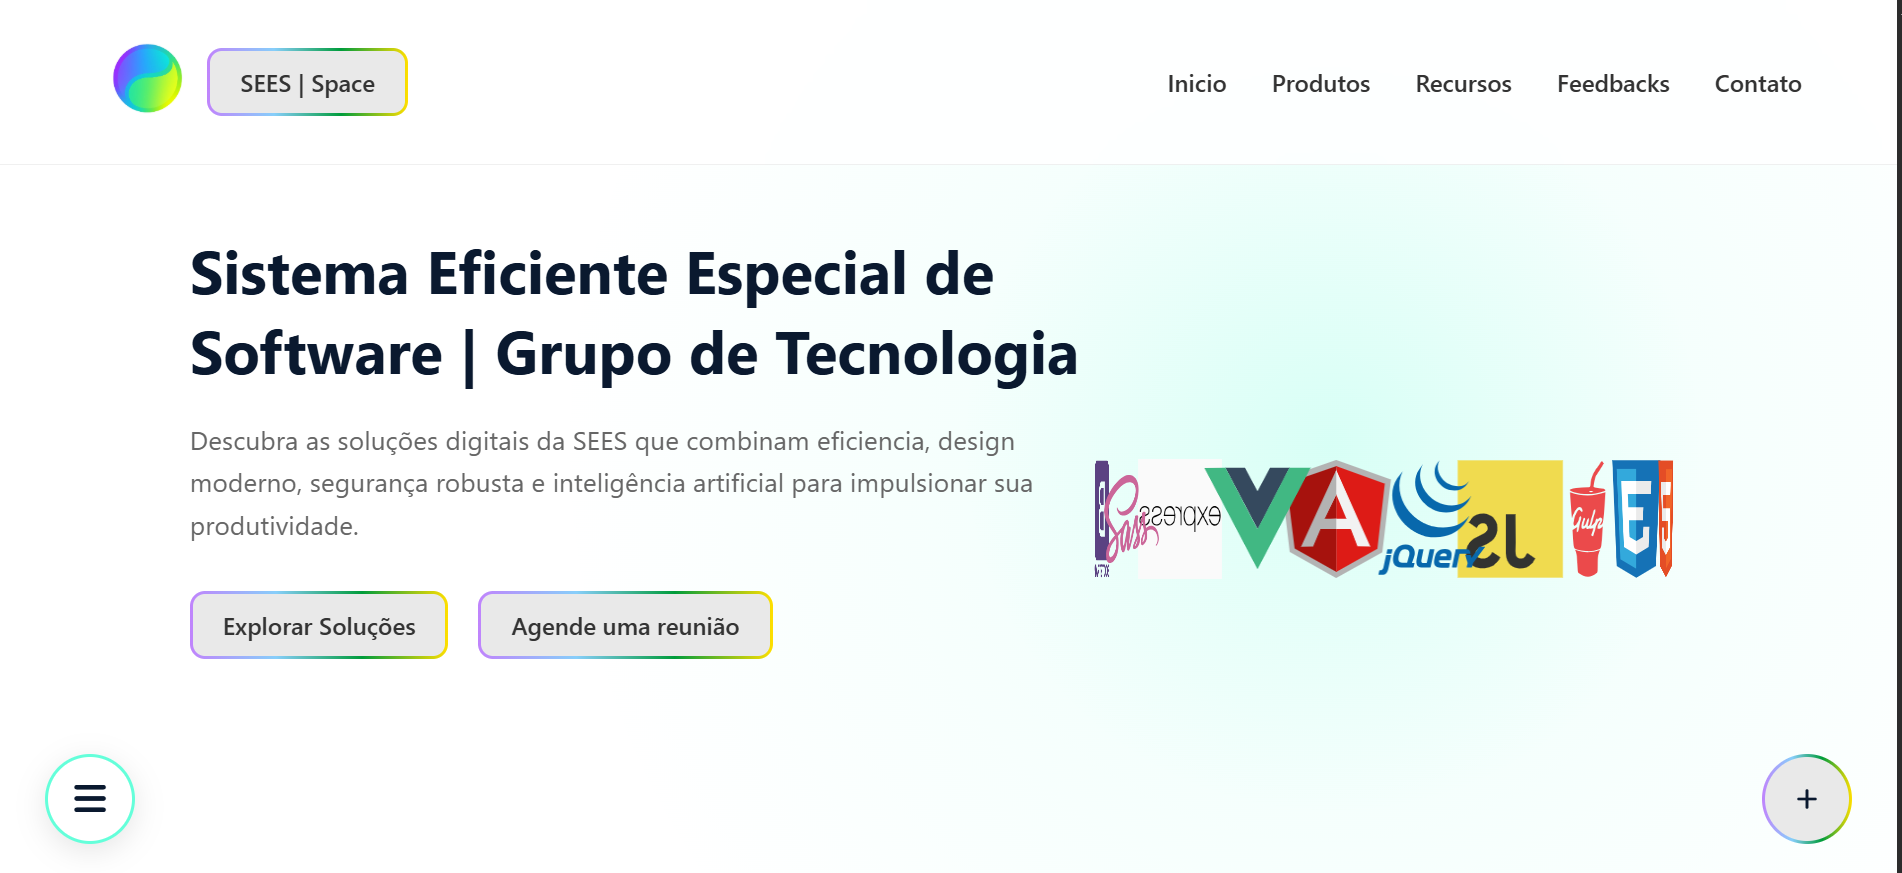 SEES | Space
Inicio
Produtos
Recursos
Feedbacks
Contato
Sistema Eficiente Especial de
Software | Grupo de Tecnologia
Descubra as soluções digitais da SEES que combinam eficiencia, design
moderno, segurança robusta e inteligência artificial para impulsionar sua
produtividade.
Sass
express
jQuery
JS
Gulp
Explorar Soluções
Agende uma reunião